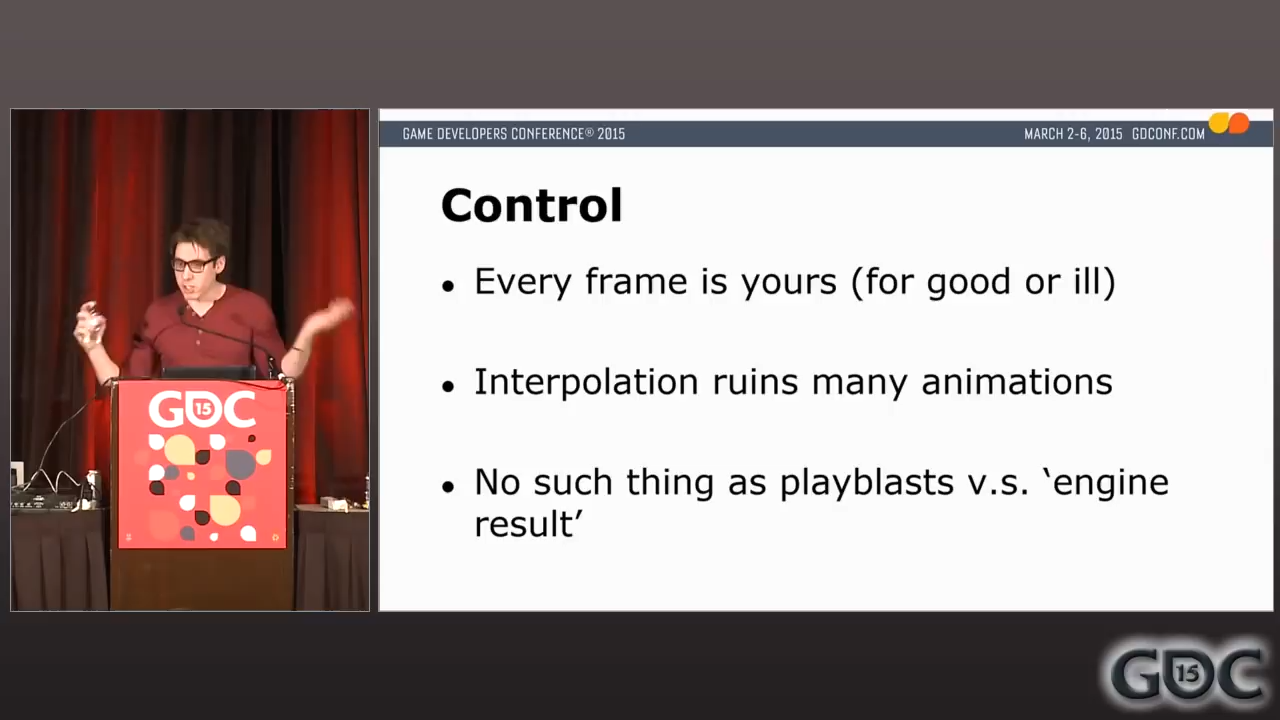 GAME DEVELOPERS CONFERENCE® 2015
MARCH 2-6, 2015 GDCONF.COM
Control
• Every frame is yours (for good or ill)
• Interpolation ruins many animations
• No such thing as playblasts v.s. ‘engine
result’
GDC
15
GDC
15